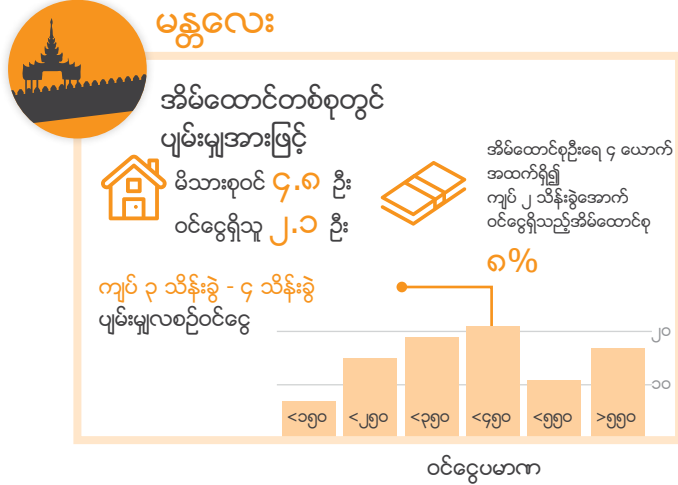 မန္တလေး
အိမ်ထောင်တစ်စုတွင်
ပျမ်းမျှအားဖြင့်
မိသားစုဝင် ၄.၈ ဦး
ဝင်ငွေရှိသူ ၂.၁ ဦး
အိမ်ထောင်စုဦးရေ ၄ ယောက်
အထက်ရှိ၍
ကျပ် ၂ သိန်းခွဲအောက်
ဝင်ငွေရှိသည့်အိမ်ထောင်စု
၈%
ကျပ် ၃ သိန်းခွဲ - ၄ သိန်းခွဲ
ပျမ်းမျှလစဉ်ဝင်ငွေ
၂၀
၁၀
<၁၅၀ <၂၅၀ <၃၅၀ <၄၅၀ <၅၅၀ >၅၅၀
ဝင်ငွေပမာဏ